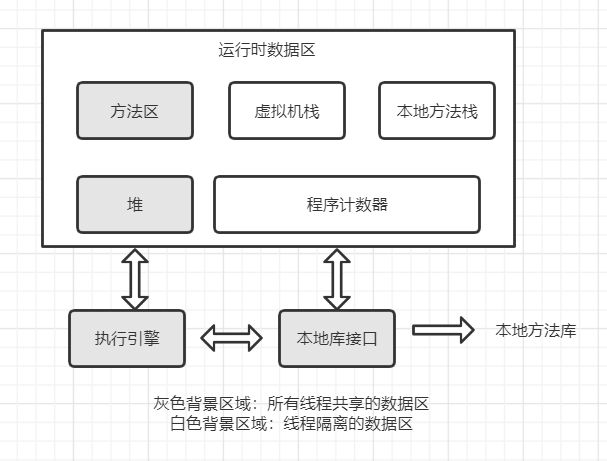 运行时数据区
方法区
虚拟机栈
本地方法栈
堆
程序计数器
执行引擎
本地库接口
本地方法库
灰色背景区域：所有线程共享的数据区
白色背景区域：线程隔离的数据区